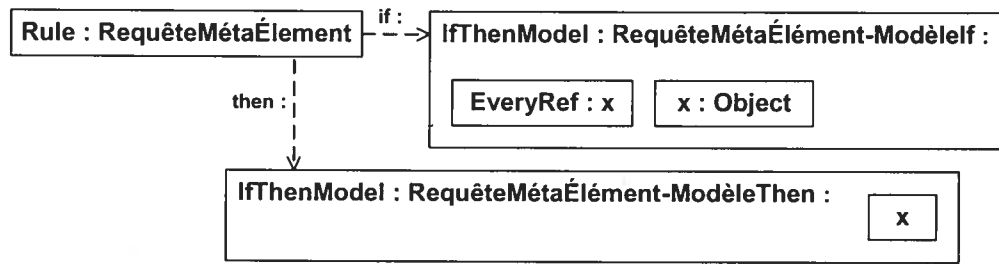 Rule : RequêteMétaÉlement
if :
IfThenModel : RequêteMétaÉlément-ModèleIf :
EveryRef : x
x : Object
then :
IfThenModel : RequêteMétaÉlément-ModèleThen :
x